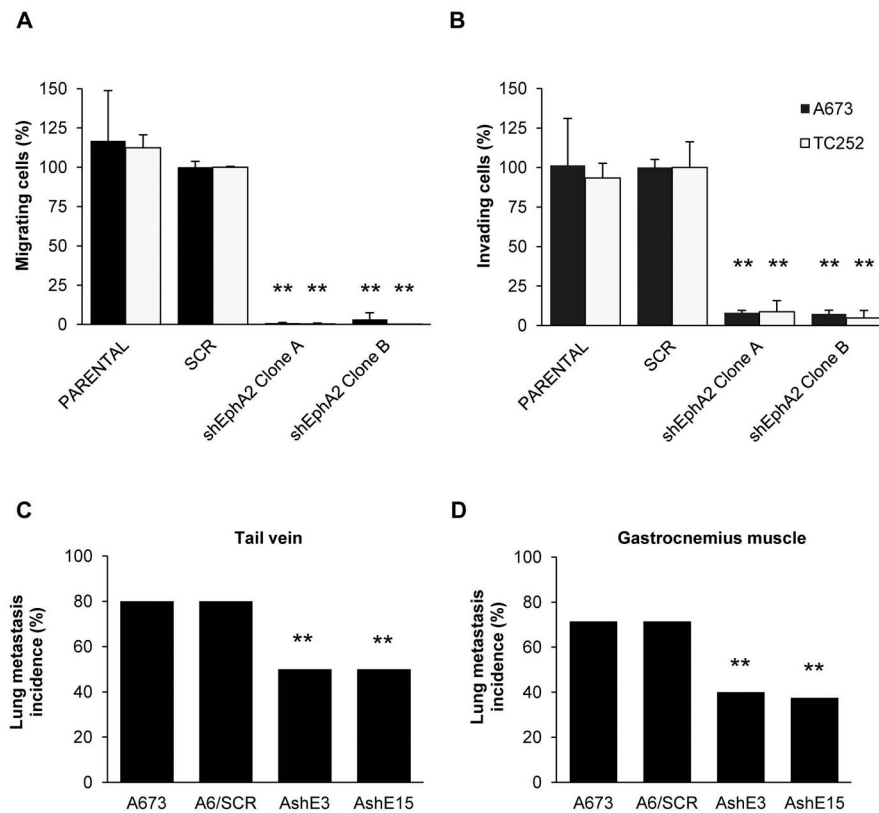 A
Migrating cells (%)
150
125
100
75
50
25
0
** ** ** **
PARENTAL
SCR
shEphA2 Clone A
shEphA2 Clone B
B
Invading cells (%)
150
125
100
75
50
25
0
A673
TC252
** ** ** **
PARENTAL
SCR
shEphA2 Clone A
shEphA2 Clone B
C
Tail vein
Lung metastasis
incidence (%)
100
80
60
40
20
0
** **
A673 A6/SCR AshE3 AshE15
D
Gastrocnemius muscle
Lung metastasis
incidence (%)
100
80
60
40
20
0
** **
A673 A6/SCR AshE3 AshE15